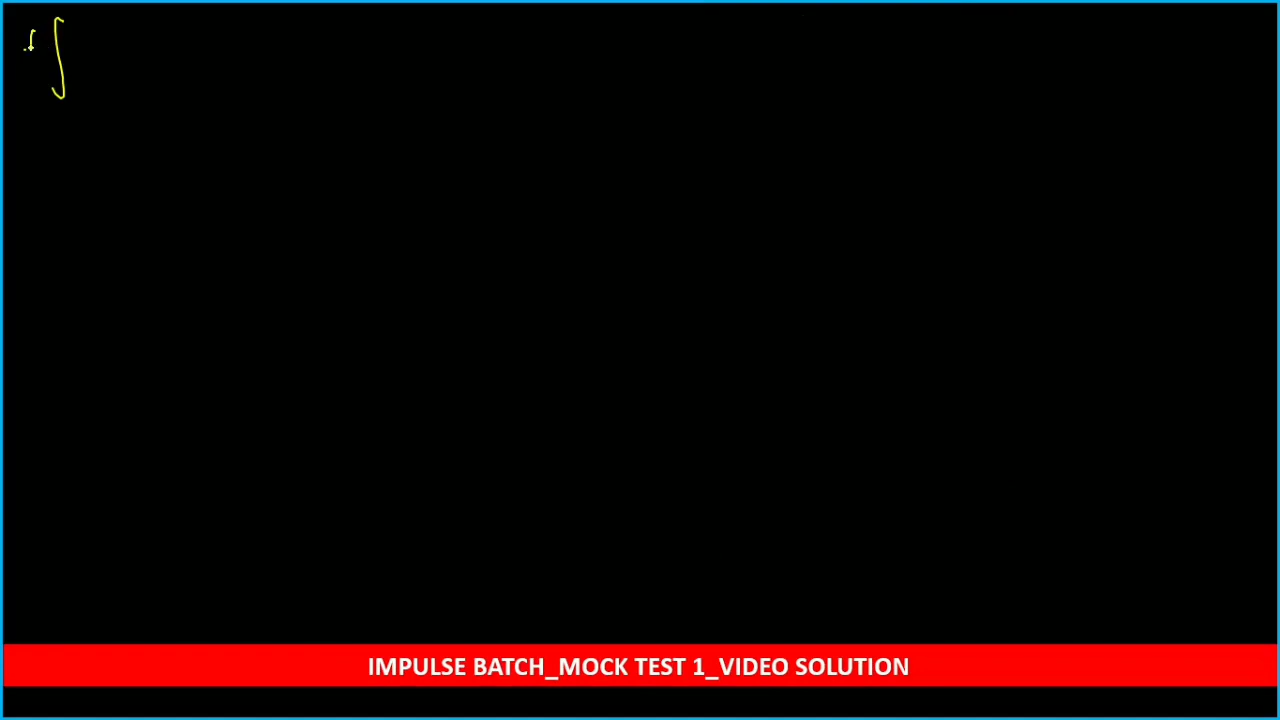 ∫
IMPULSE BATCH_MOCK TEST 1_VIDEO SOLUTION